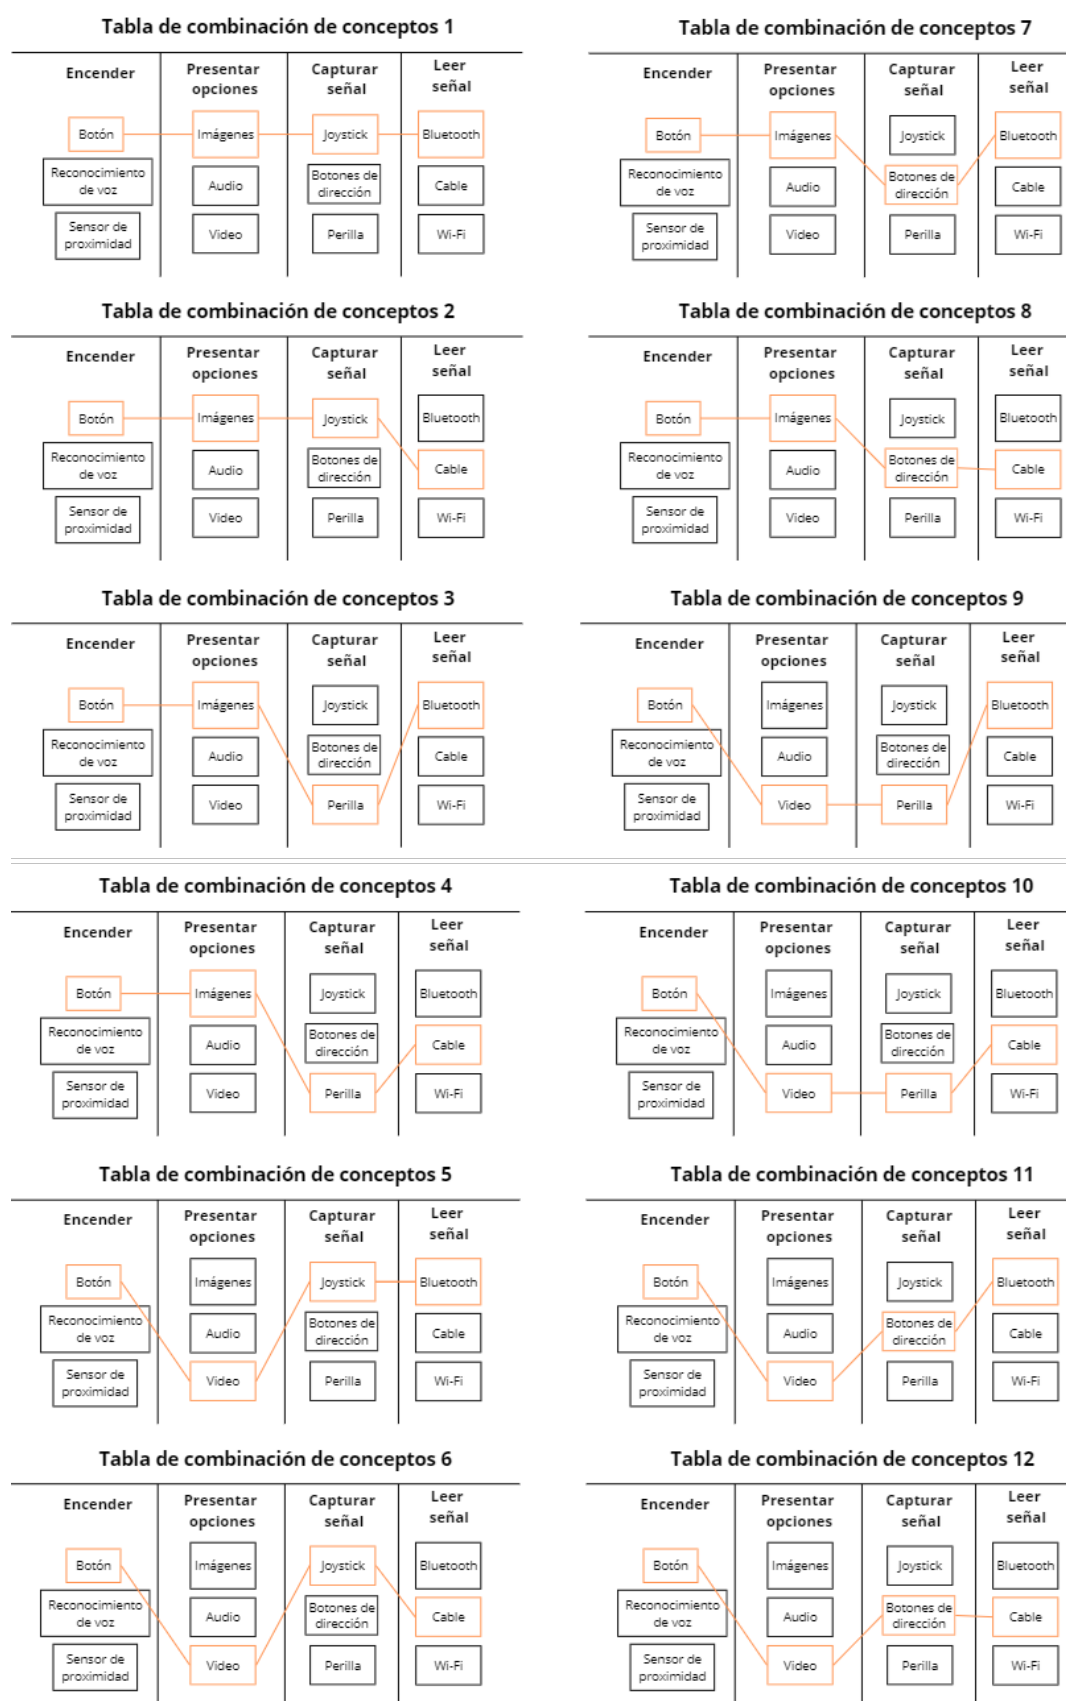 Tabla de combinación de conceptos 1
Encender
Presentar
opciones
Capturar
señal
Leer
señal
Botón
Imágenes
Joystick
Bluetooth
Reconocimiento
de voz
Audio
Botones de
dirección
Cable
Sensor de
proximidad
Video
Perilla
Wi-Fi
Tabla de combinación de conceptos 7
Encender
Presentar
opciones
Capturar
señal
Leer
señal
Botón
Imágenes
Joystick
Bluetooth
Reconocimiento
de voz
Audio
Botones de
dirección
Cable
Sensor de
proximidad
Video
Perilla
Wi-Fi
Tabla de combinación de conceptos 2
Encender
Presentar
opciones
Capturar
señal
Leer
señal
Botón
Imágenes
Joystick
Bluetooth
Reconocimiento
de voz
Audio
Botones de
dirección
Cable
Sensor de
proximidad
Video
Perilla
Wi-Fi
Tabla de combinación de conceptos 8
Encender
Presentar
opciones
Capturar
señal
Leer
señal
Botón
Imágenes
Joystick
Bluetooth
Reconocimiento
de voz
Audio
Botones de
dirección
Cable
Sensor de
proximidad
Video
Perilla
Wi-Fi
Tabla de combinación de conceptos 3
Encender
Presentar
opciones
Capturar
señal
Leer
señal
Botón
Imágenes
Joystick
Bluetooth
Reconocimiento
de voz
Audio
Botones de
dirección
Cable
Sensor de
proximidad
Video
Perilla
Wi-Fi
Tabla de combinación de conceptos 9
Encender
Presentar
opciones
Capturar
señal
Leer
señal
Botón
Imágenes
Joystick
Bluetooth
Reconocimiento
de voz
Audio
Botones de
dirección
Cable
Sensor de
proximidad
Video
Perilla
Wi-Fi
Tabla de combinación de conceptos 4
Encender
Presentar
opciones
Capturar
señal
Leer
señal
Botón
Imágenes
Joystick
Bluetooth
Reconocimiento
de voz
Audio
Botones de
dirección
Cable
Sensor de
proximidad
Video
Perilla
Wi-Fi
Tabla de combinación de conceptos 10
Encender
Presentar
opciones
Capturar
señal
Leer
señal
Botón
Imágenes
Joystick
Bluetooth
Reconocimiento
de voz
Audio
Botones de
dirección
Cable
Sensor de
proximidad
Video
Perilla
Wi-Fi
Tabla de combinación de conceptos 5
Encender
Presentar
opciones
Capturar
señal
Leer
señal
Botón
Imágenes
Joystick
Bluetooth
Reconocimiento
de voz
Audio
Botones de
dirección
Cable
Sensor de
proximidad
Video
Perilla
Wi-Fi
Tabla de combinación de conceptos 11
Encender
Presentar
opciones
Capturar
señal
Leer
señal
Botón
Imágenes
Joystick
Bluetooth
Reconocimiento
de voz
Audio
Botones de
dirección
Cable
Sensor de
proximidad
Video
Perilla
Wi-Fi
Tabla de combinación de conceptos 6
Encender
Presentar
opciones
Capturar
señal
Leer
señal
Botón
Imágenes
Joystick
Bluetooth
Reconocimiento
de voz
Audio
Botones de
dirección
Cable
Sensor de
proximidad
Video
Perilla
Wi-Fi
Tabla de combinación de conceptos 12
Encender
Presentar
opciones
Capturar
señal
Leer
señal
Botón
Imágenes
Joystick
Bluetooth
Reconocimiento
de voz
Audio
Botones de
dirección
Cable
Sensor de
proximidad
Video
Perilla
Wi-Fi